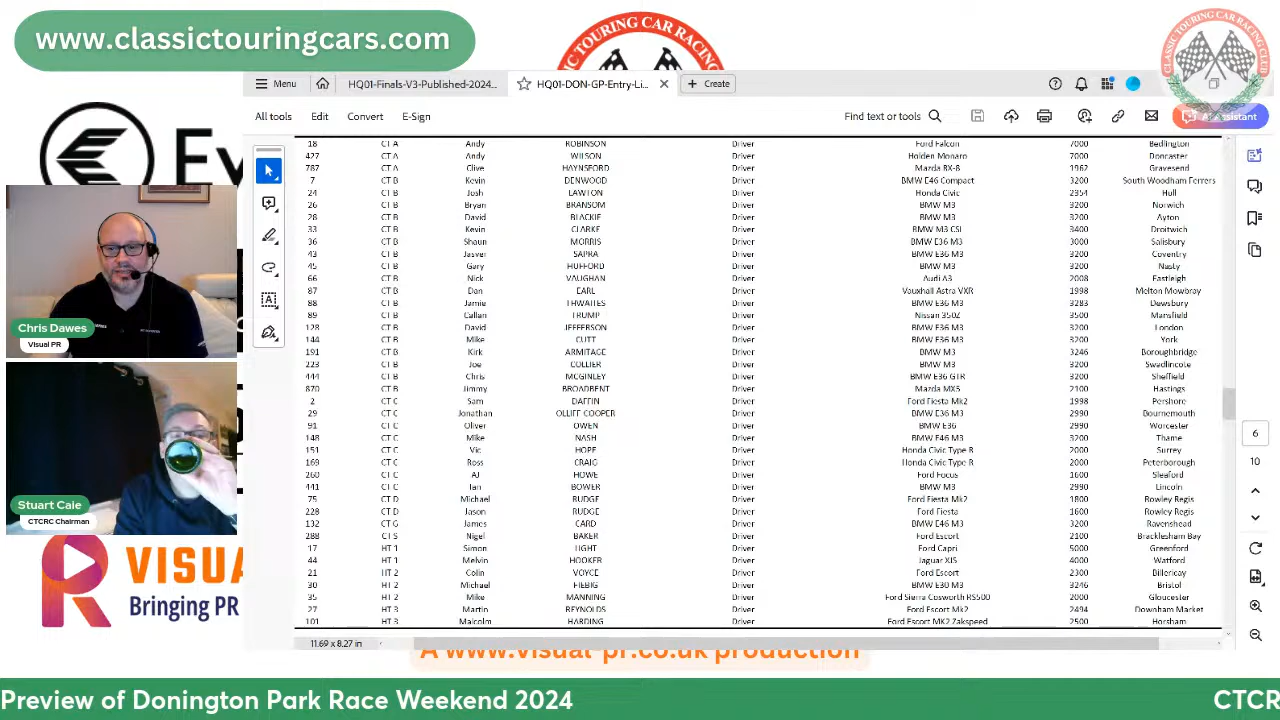 www.classictouringcars.com
CLASSIC TOURING CAR RACING
CLASSIC TOURING CAR RACING CLUB
Menu
HQ01-Finals-V3-Published-2024...
HQ01-DON-GP-Entry-Li...
Create
All tools Edit Convert E-Sign
Find text or tools
AI Assistant
18 CT A Andy ROBINSON Driver Ford Falcon 7000 Bedlington
427 CT A Andy WILSON Driver Holden Monaro 7000 Doncaster
787 CT A Clive HAYNSFORD Driver Mazda RX-8 1962 Gravesend
7 CT B Kevin DENWOOD Driver BMW E46 Compact 3200 South Woodham Ferrers
24 CT B Josh LAWTON Driver Honda Civic 2354 Hull
26 CT B Bryan BRANSOM Driver BMW M3 3200 Norwich
28 CT B David BLACKIE Driver BMW M3 3200 Ayton
33 CT B Kevin CLARKE Driver BMW M3 CSl 3400 Droitwich
36 CT B Shaun MORRIS Driver BMW E36 M3 3000 Salisbury
43 CT B Jasver SAPRA Driver BMW E36 M3 3200 Coventry
45 CT B Gary HUFFORD Driver BMW M3 3200 Nasty
66 CT B Nick VAUGHAN Driver Audi A3 2008 Eastleigh
87 CT B Dan EARL Driver Vauxhall Astra VXR 1998 Melton Mowbray
88 CT B Jamie THWAITES Driver BMW E36 M3 3283 Dewsbury
89 CT B Callan TRUMP Driver Nissan 350Z 3500 Mansfield
128 CT B David JEFFERSON Driver BMW E36 M3 3200 London
144 CT B Mike CUTT Driver BMW E36 M3 3200 York
191 CT B Kirk ARMITAGE Driver BMW M3 3246 Boroughbridge
223 CT B Joe COLLIER Driver BMW M3 3200 Swadlincote
444 CT B Chris MCGINLEY Driver BMW E36 GTR 3200 Sheffield
870 CT B Jimmy BROADBENT Driver Mazda MX5 2100 Hastings
2 CT C Sam DAFFIN Driver Ford Fiesta Mk2 1998 Pershore
29 CT C Jonathan OLLIFF COOPER Driver BMW E36 M3 2990 Bournemouth
91 CT C Oliver OWEN Driver BMW E36 2990 Worcester
148 CT C Mike NASH Driver BMW E46 M3 3200 Thame
151 CT C Vic HOPE Driver Honda Civic Type R 2000 Surrey
169 CT C Ross CRAIG Driver Honda Civic Type R 2000 Peterborough
260 CT C AJ HOWE Driver Ford Focus 1600 Sleaford
441 CT C Ian BOWER Driver BMW M3 2990 Lincoln
75 CT D Michael RUDGE Driver Ford Fiesta Mk2 1800 Rowley Regis
228 CT D Jason RUDGE Driver Ford Fiesta 1600 Rowley Regis
132 CT G James CARD Driver BMW E46 M3 3200 Ravenshead
288 CT S Nigel BAKER Driver Ford Escort 2100 Bracklesham Bay
17 HT 1 Simon LIGHT Driver Ford Capri 5000 Greenford
44 HT 1 Melvin HOOKER Driver Jaguar XJS 4000 Watford
21 HT 2 Colin VOYCE Driver Ford Escort 2300 Billericay
30 HT 2 Michael FIEBIG Driver BMW E30 M3 3246 Bristol
35 HT 2 Mike MANNING Driver Ford Sierra Cosworth RS500 2000 Gloucester
27 HT 3 Martin REYNOLDS Driver Ford Escort Mk2 2494 Downham Market
101 HT 3 Malcolm HARDING Driver Ford Escort MK2 Zakspeed 2500 Horsham
11.69 x 8.27 in
6
10
Ev
Chris Dawes
Visual PR
Stuart Caie
CTCRC Chairman
VISUA
Bringing PR
A www.visual-pr.co.uk production
Preview of Donington Park Race Weekend 2024
CTCR